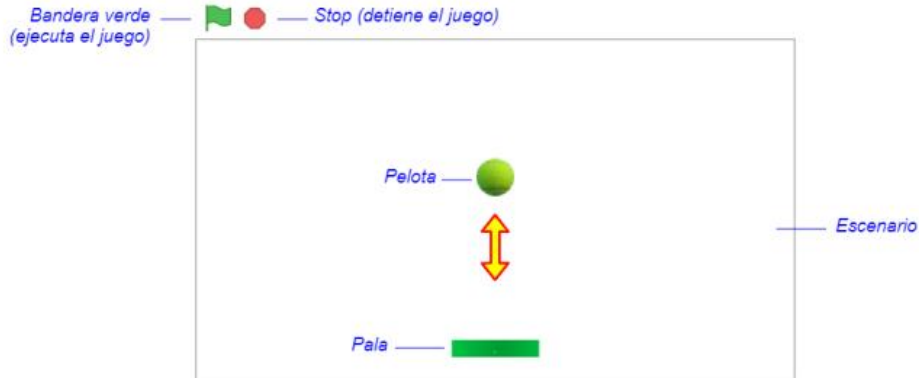 Bandera verde
(ejecuta el juego)
Stop (detiene el juego)
Pelota
Escenario
Pala